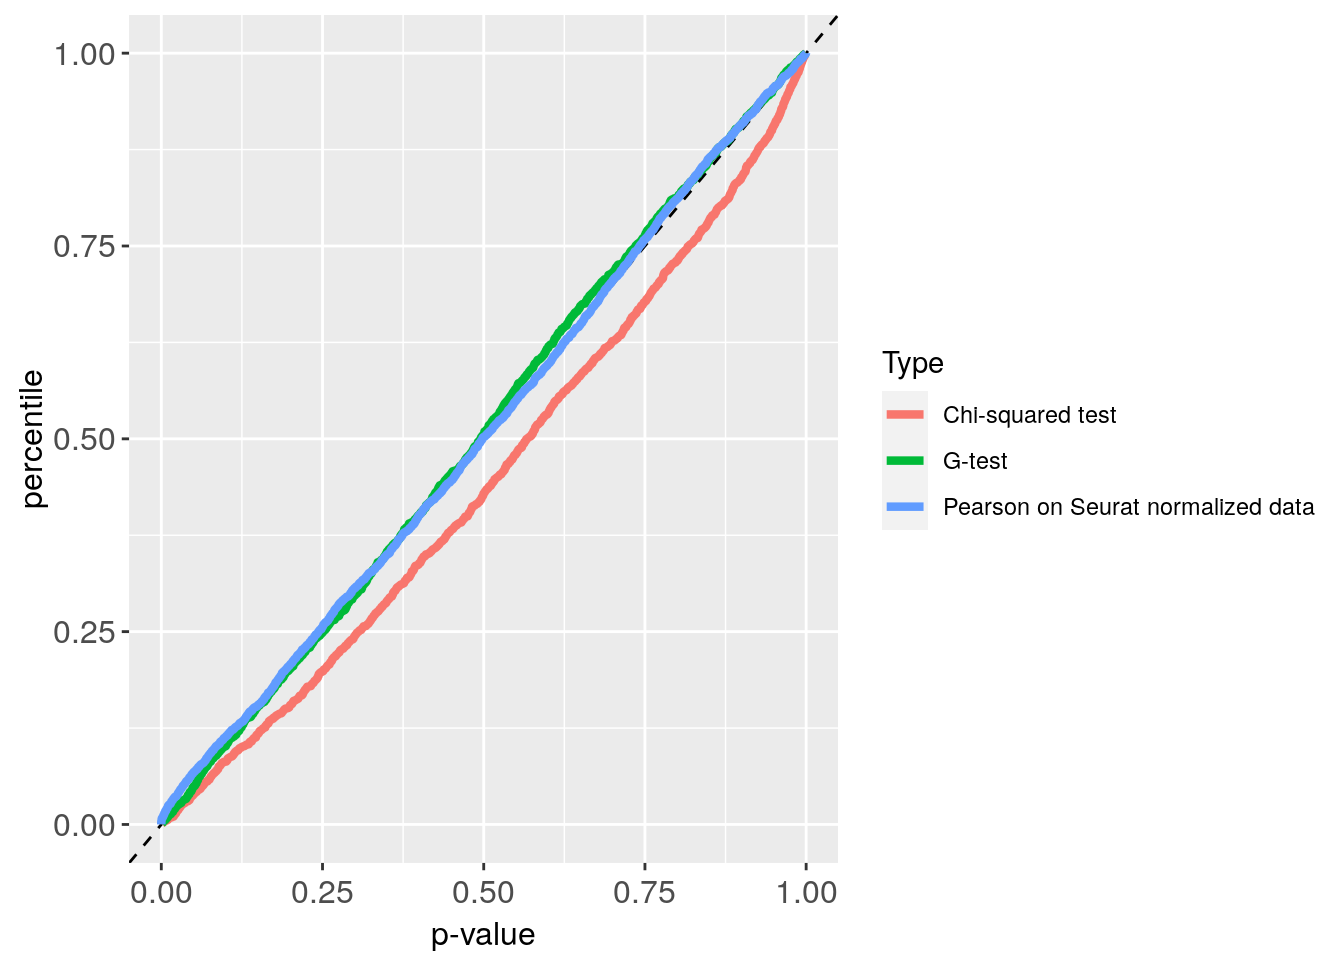 1.00
0.75
0.50
0.25
0.00
percentile
0.00 0.25 0.50 0.75 1.00
p-value
Type
Chi-squared test
G-test
Pearson on Seurat normalized data